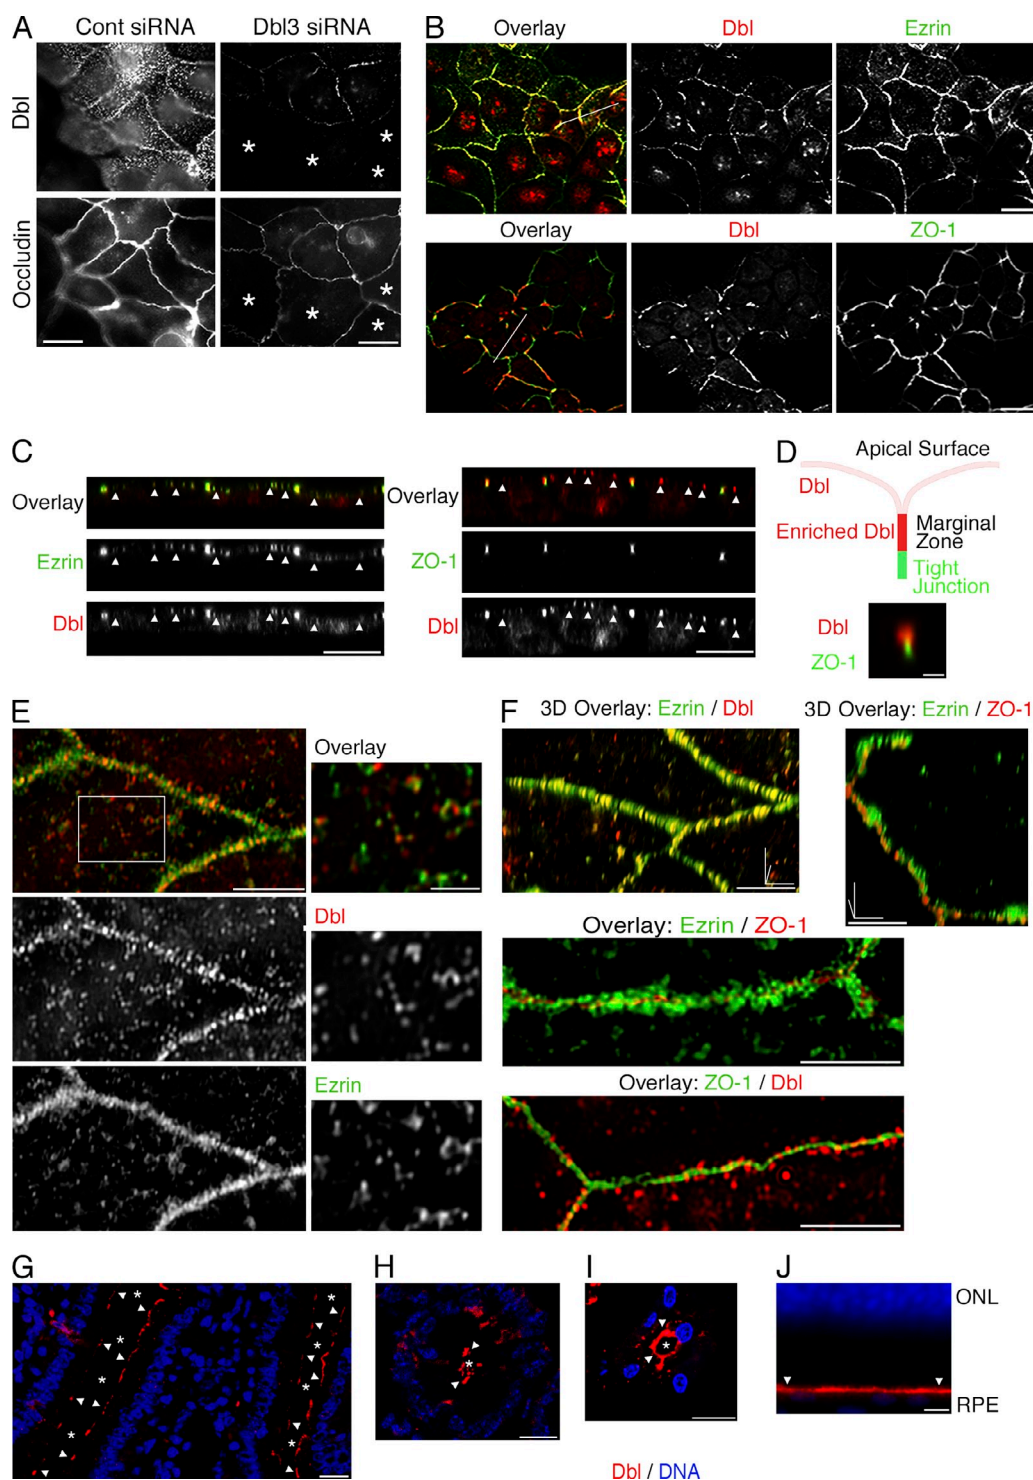 A
Cont siRNA
Dbl3 siRNA
Dbl
Occludin
*
*
*
*
*
*
*
*
B
Overlay
Dbl
Ezrin
Overlay
Dbl
ZO-1
C
Overlay
Ezrin
Dbl
Overlay
ZO-1
Dbl
D
Apical Surface
Dbl
Enriched Dbl
Marginal
Zone
Tight
Junction
Dbl
ZO-1
E
Overlay
Dbl
Ezrin
F
3D Overlay: Ezrin / Dbl
3D Overlay: Ezrin / ZO-1
Overlay: Ezrin / ZO-1
Overlay: ZO-1 / Dbl
G
*
*
*
*
*
*
*
H
*
I
*
J
ONL
RPE
Dbl / DNA